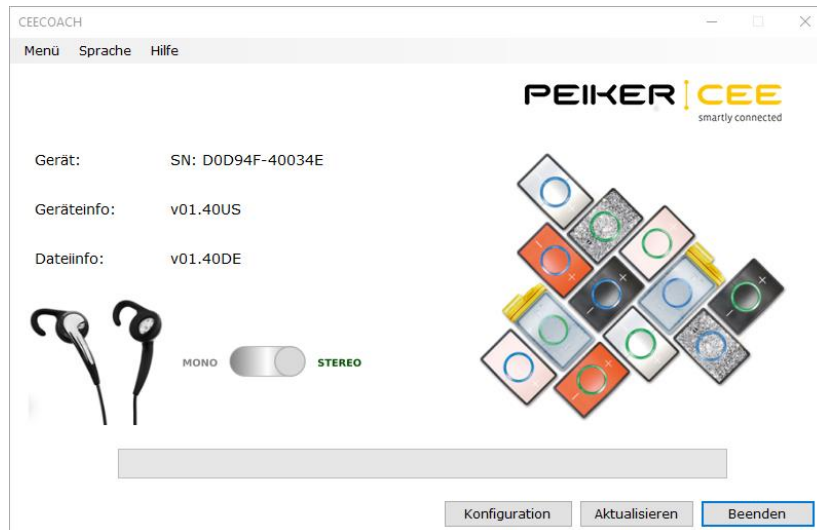 CEECOACH
Menü Sprache Hilfe
PEIKER CEE
smartly connected
Gerät: SN: D0D94F-40034E
Geräteinfo: v01.40US
Dateiinfo: v01.40DE
MONO STEREO
Konfiguration Aktualisieren Beenden